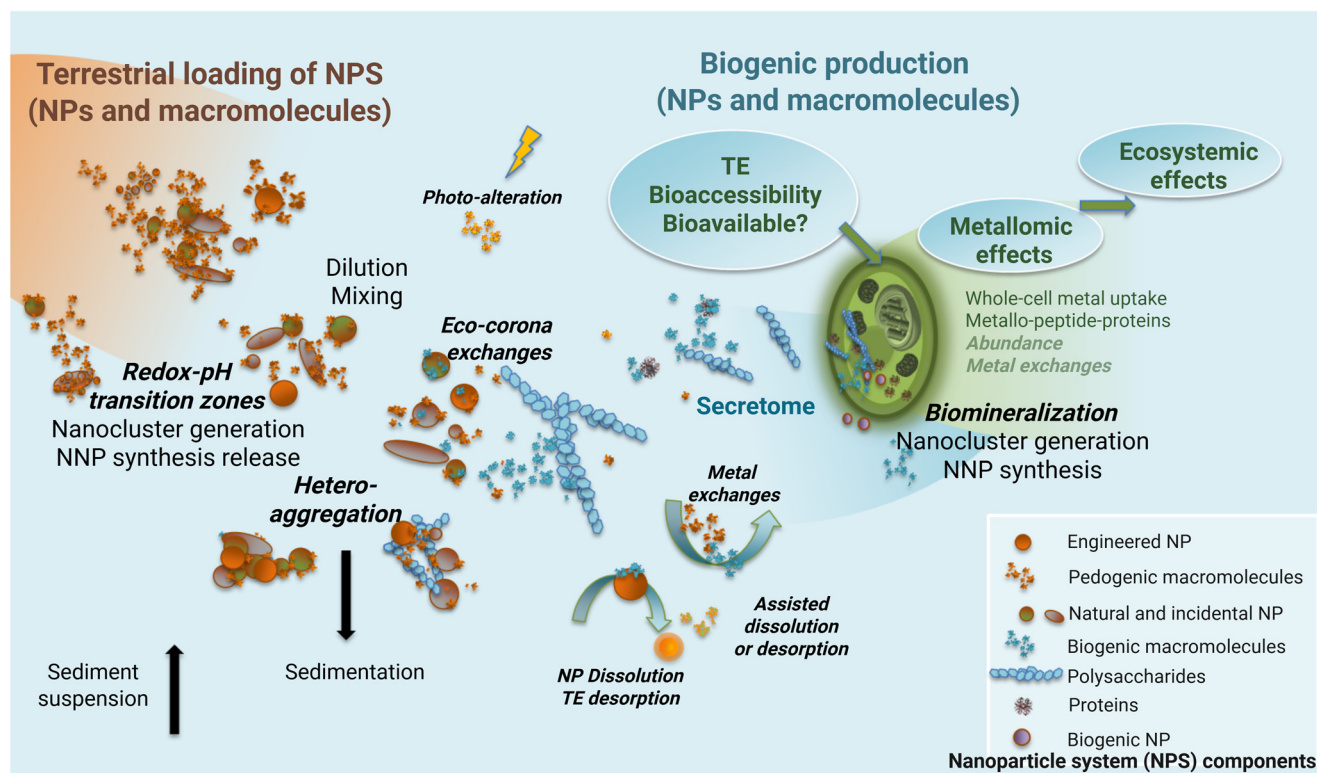 Terrestrial loading of NPS
(NPs and macromolecules)
Biogenic production
(NPs and macromolecules)
Photo-alteration
TE
Bioaccessibility
Bioavailable?
Ecosystemic
effects
Metallomic
effects
Dilution
Mixing
Whole-cell metal uptake
Metallo-peptide-proteins
Abundance
Metal exchanges
Eco-corona
exchanges
Redox-pH
transition zones
Nanocluster generation
NNP synthesis release
Secretome
Biomineralization
Nanocluster generation
NNP synthesis
Hetero-
aggregation
Metal
exchanges
Assisted
dissolution
or desorption
NP Dissolution
TE desorption
Sediment
suspension
Sedimentation
Engineered NP
Pedogenic macromolecules
Natural and incidental NP
Biogenic macromolecules
Polysaccharides
Proteins
Biogenic NP
Nanoparticle system (NPS) components